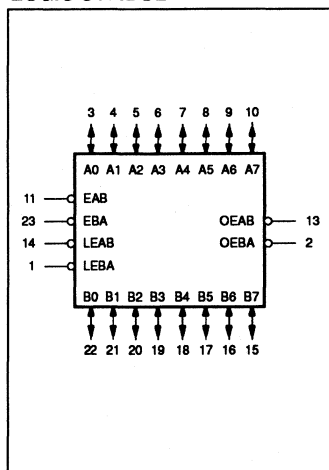 3 4 5 6 7 8 9 10
A0 A1 A2 A3 A4 A5 A6 A7
11 EAB
23 EBA OEAB 13
14 LEAB OEBA 2
1 LEBA
B0 B1 B2 B3 B4 B5 B6 B7
22 21 20 19 18 17 16 15